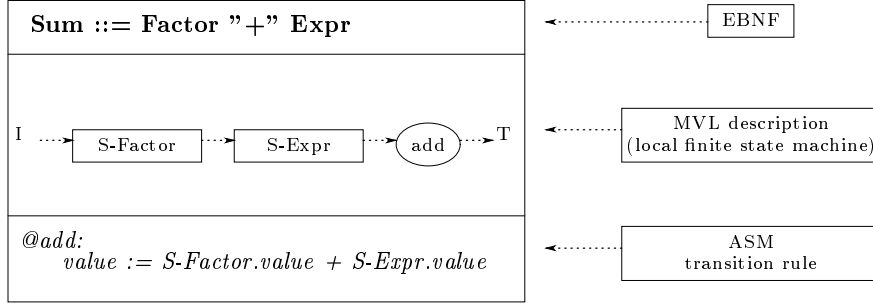 Sum ::= Factor ”+” Expr
EBNF
I
S-Factor
S-Expr
add
T
MVL description
(local finite state machine)
@add:
value := S-Factor.value + S-Expr.value
ASM
transition rule